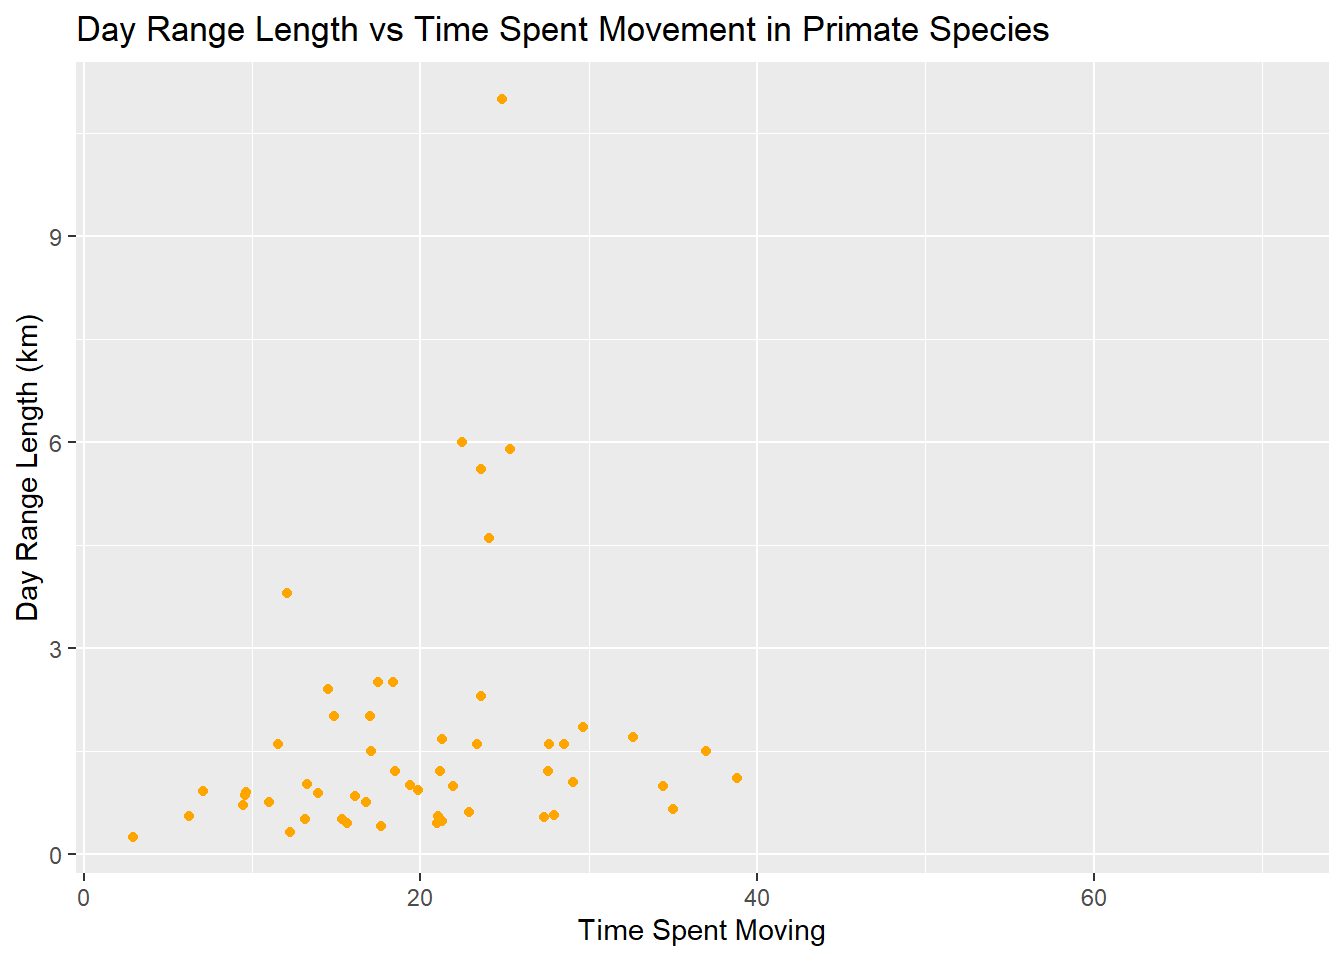 Day Range Length vs Time Spent Movement in Primate Species
Day Range Length (km)
9
6
3
0
0 20 40 60
Time Spent Moving